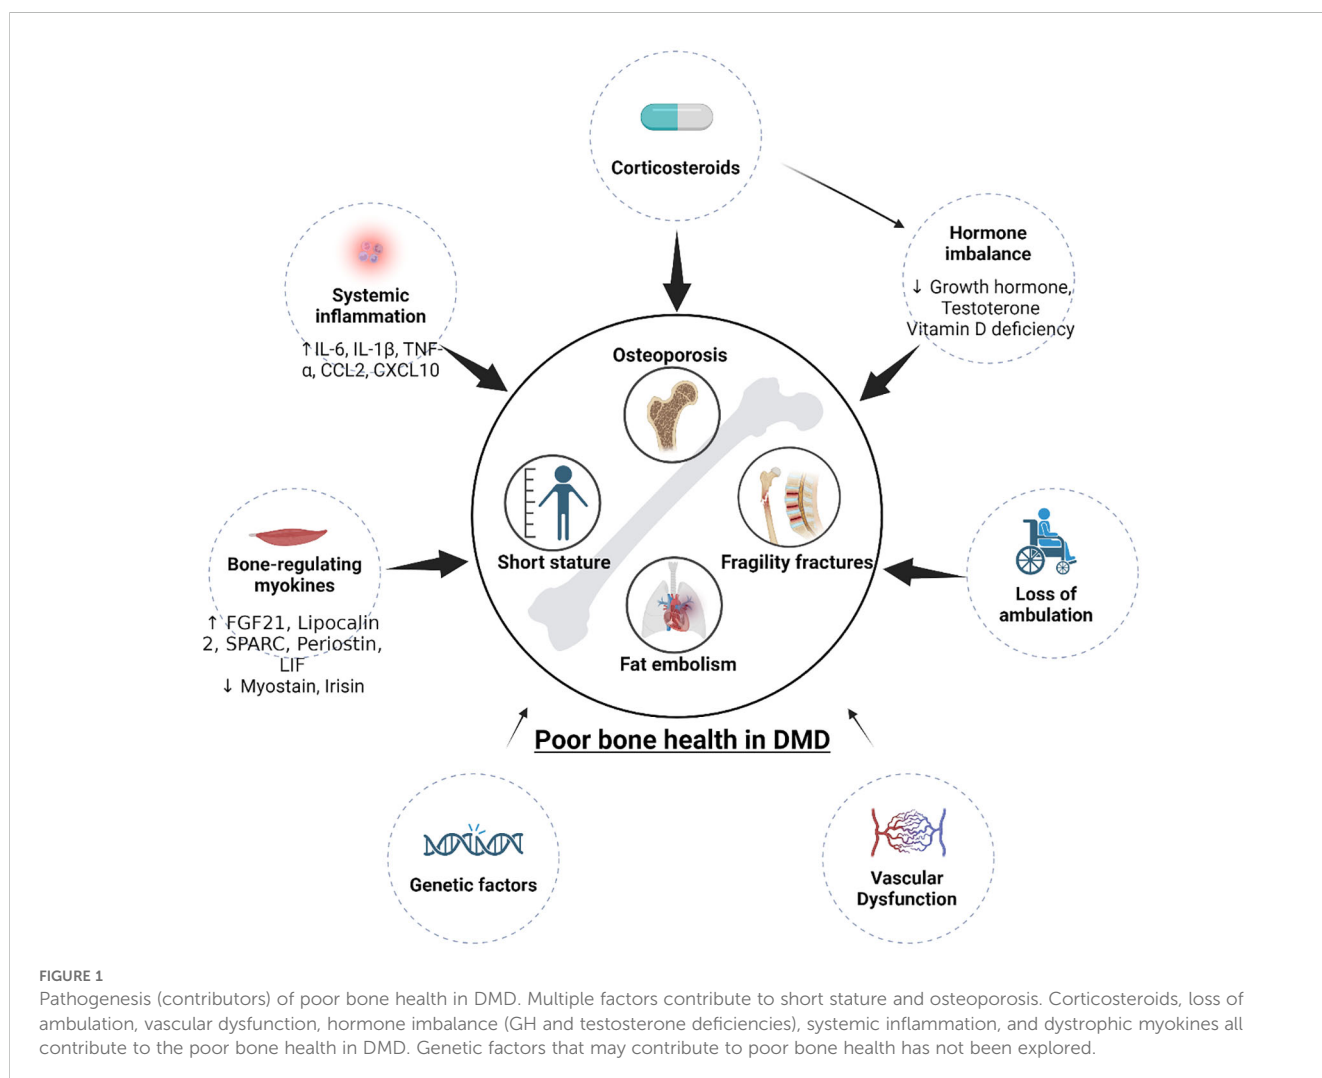 Corticosteroids
Hormone
imbalance
↓ Growth hormone,
Testoterone
Vitamin D deficiency
Systemic
inflammation
↑IL-6, IL-1β, TNF-
α, CCL2, CXCL10
Osteoporosis
Short stature
Fragility fractures
Fat embolism
Bone-regulating
myokines
↑ FGF21, Lipocalin
2, SPARC, Periostin,
LIF
↓ Myostain, Irisin
Loss of
ambulation
Poor bone health in DMD
Genetic factors
Vascular
Dysfunction
FIGURE 1
Pathogenesis (contributors) of poor bone health in DMD. Multiple factors contribute to short stature and osteoporosis. Corticosteroids, loss of
ambulation, vascular dysfunction, hormone imbalance (GH and testosterone deficiencies), systemic inflammation, and dystrophic myokines all
contribute to the poor bone health in DMD. Genetic factors that may contribute to poor bone health has not been explored.